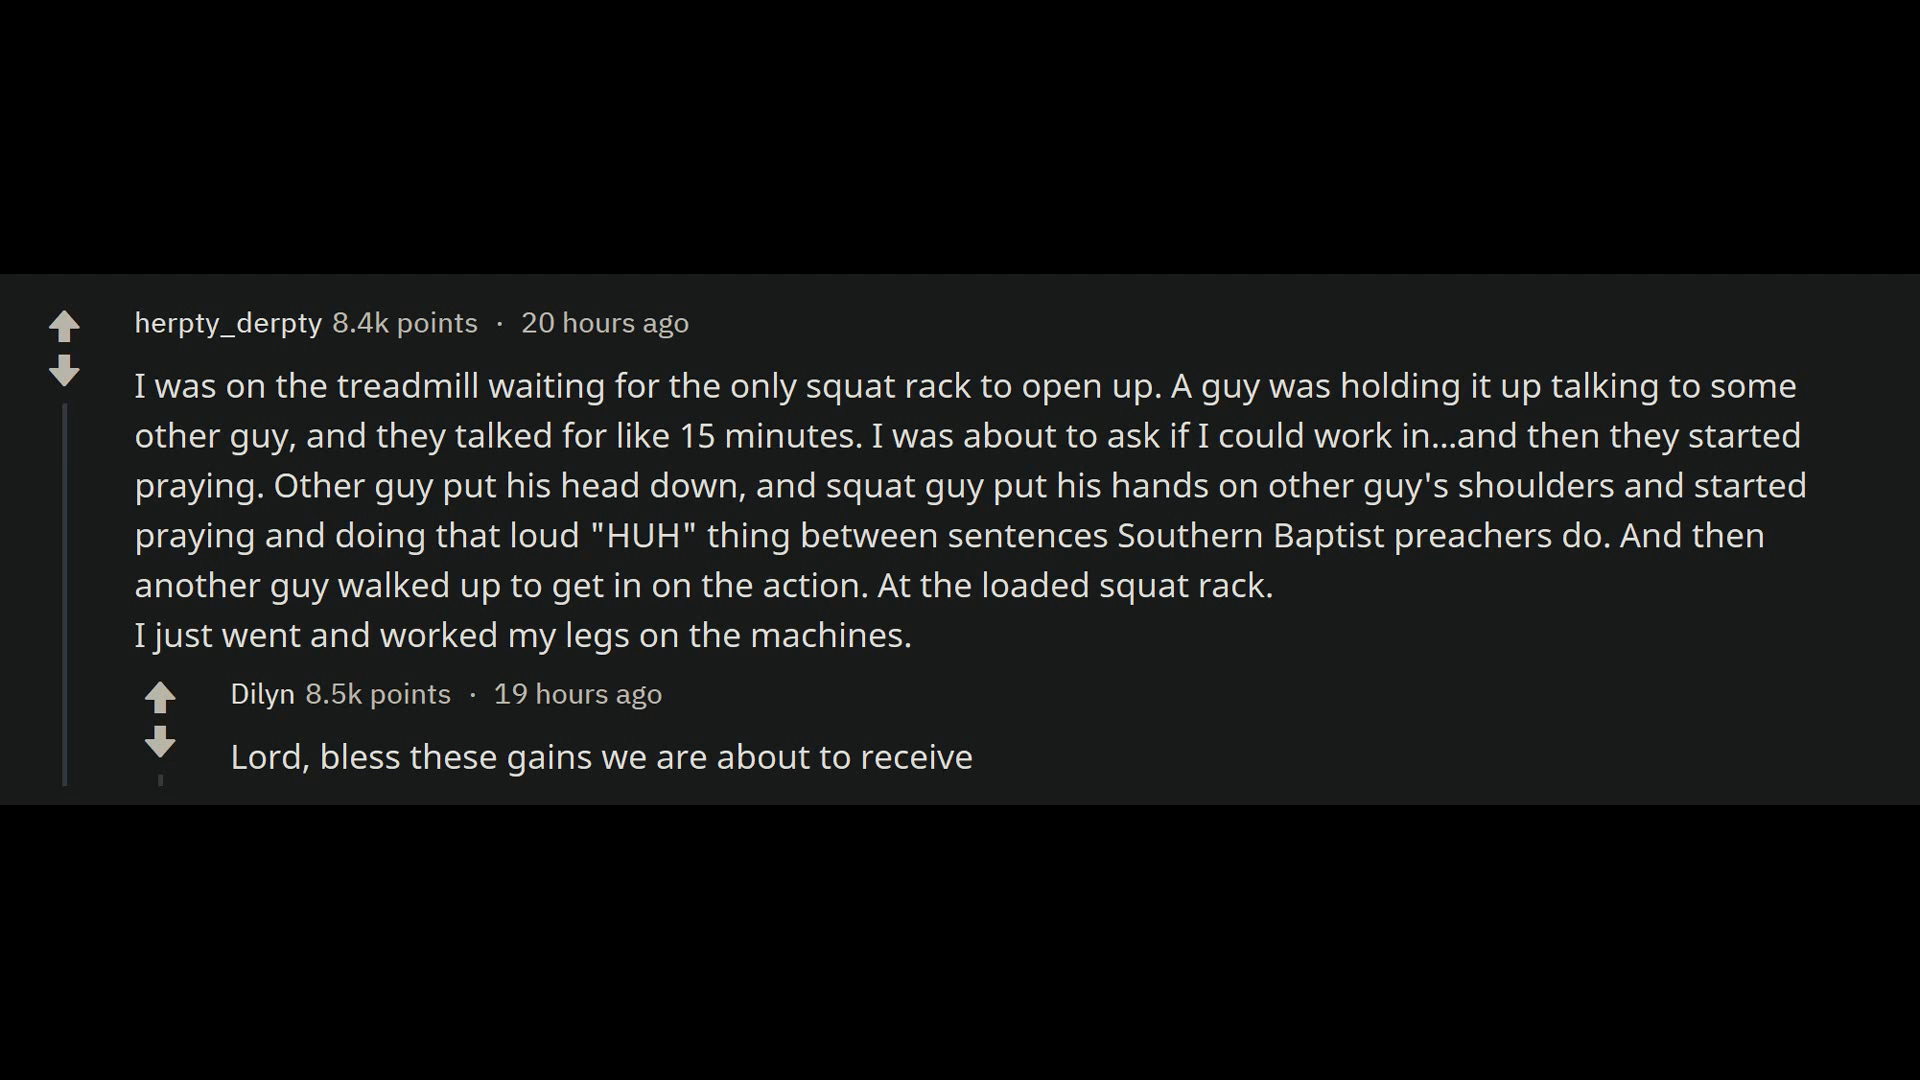 herpty_derpty 8.4k points · 20 hours ago
I was on the treadmill waiting for the only squat rack to open up. A guy was holding it up talking to some
other guy, and they talked for like 15 minutes. I was about to ask if I could work in...and then they started
praying. Other guy put his head down, and squat guy put his hands on other guy's shoulders and started
praying and doing that loud "HUH" thing between sentences Southern Baptist preachers do. And then
another guy walked up to get in on the action. At the loaded squat rack.
I just went and worked my legs on the machines.
Dilyn 8.5k points · 19 hours ago
Lord, bless these gains we are about to receive